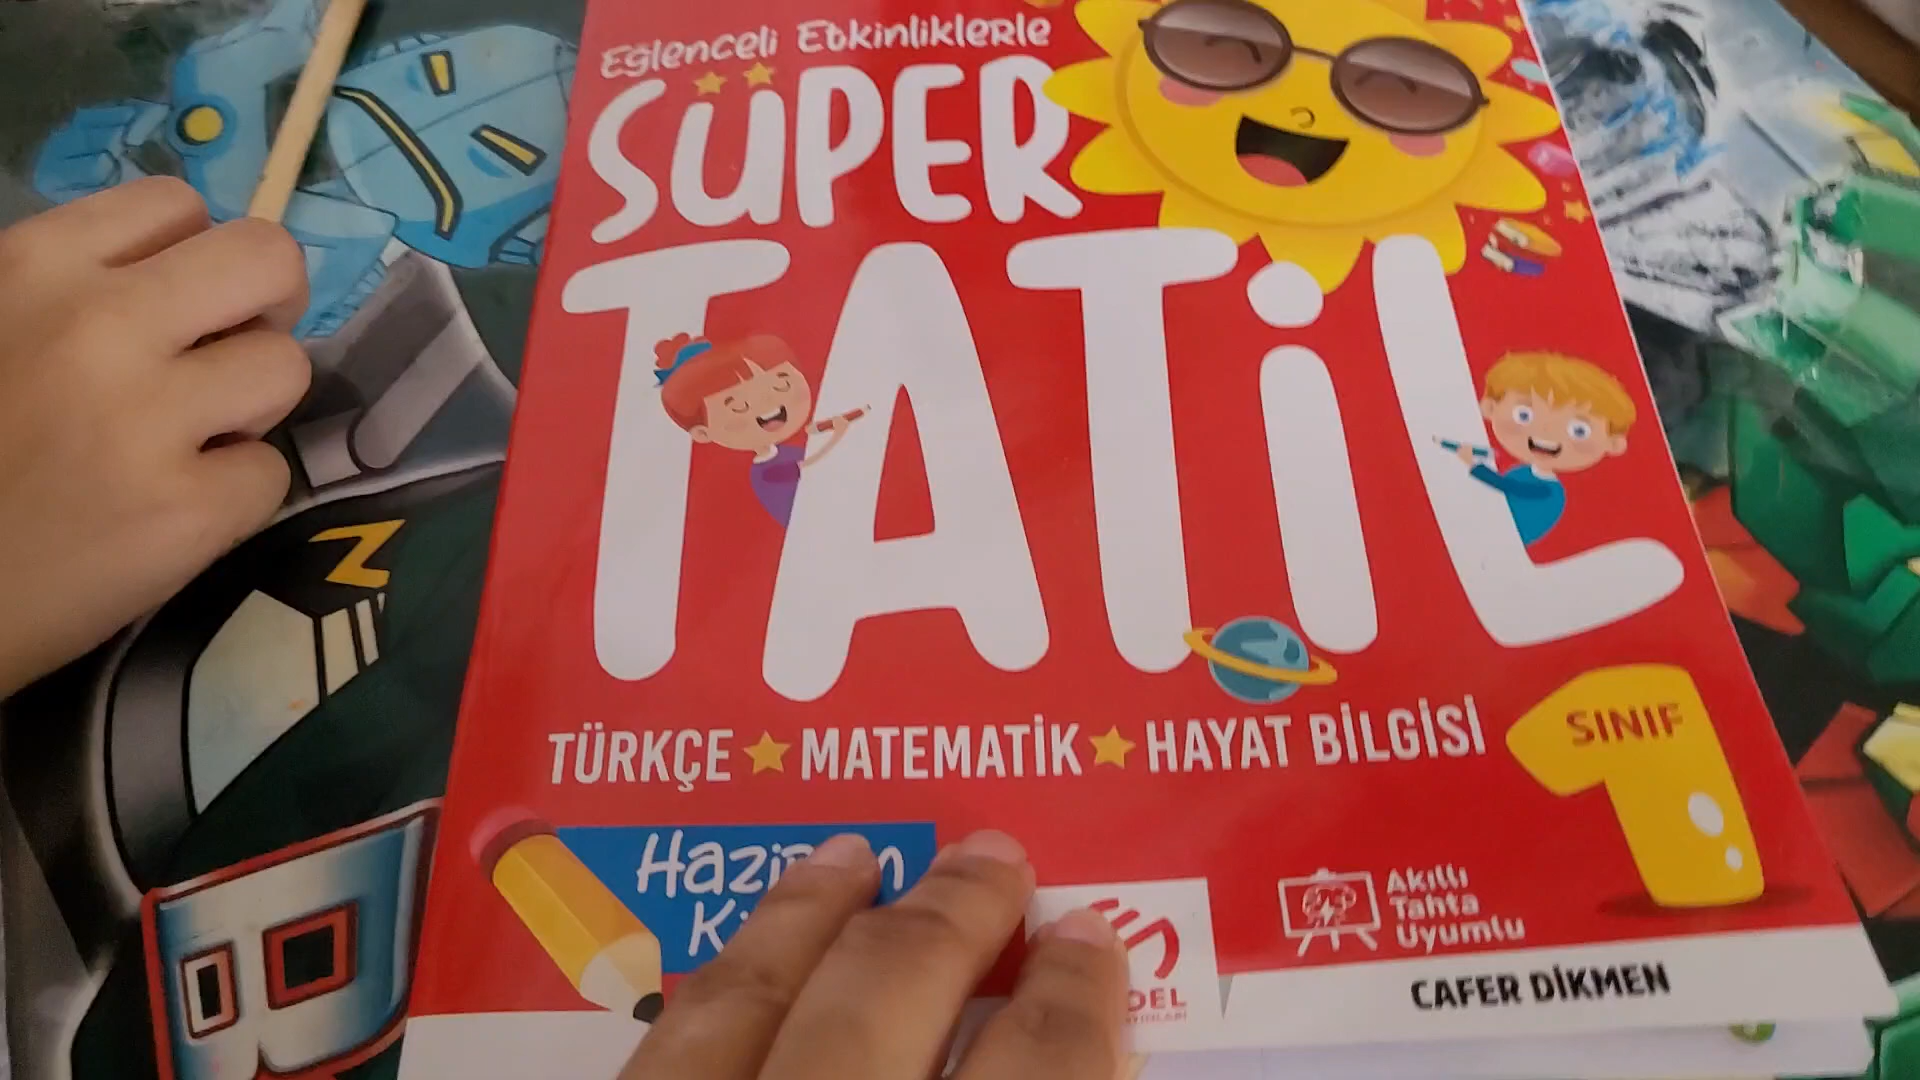 Eğlenceli Etkinliklerle
SÜPER
TATİL
TÜRKÇE MATEMATİK HAYAT BİLGİSİ
1
SINIF
Akıllı
Tahta
Uyumlu
CAFER DİKMEN